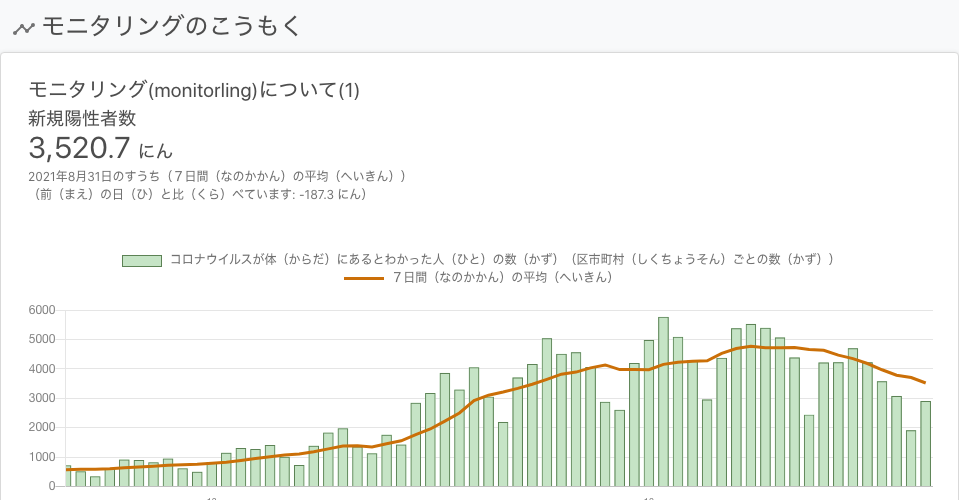 モニタリングのこうもく
モニタリング(monitorling)について(1)
新規陽性者数
3,520.7 にん
2021年8月31日のすうち（７日間（なのかかん）の平均（へいきん））
（前（まえ）の日（ひ）と比（くら）べています: -187.3 にん）
コロナウイルスが体（からだ）にあるとわかった人（ひと）の数（かず）（区市町村（しくちょうそん）ごとの数（かず））
７日間（なのかかん）の平均（へいきん）
6000
5000
4000
3000
2000
1000
0